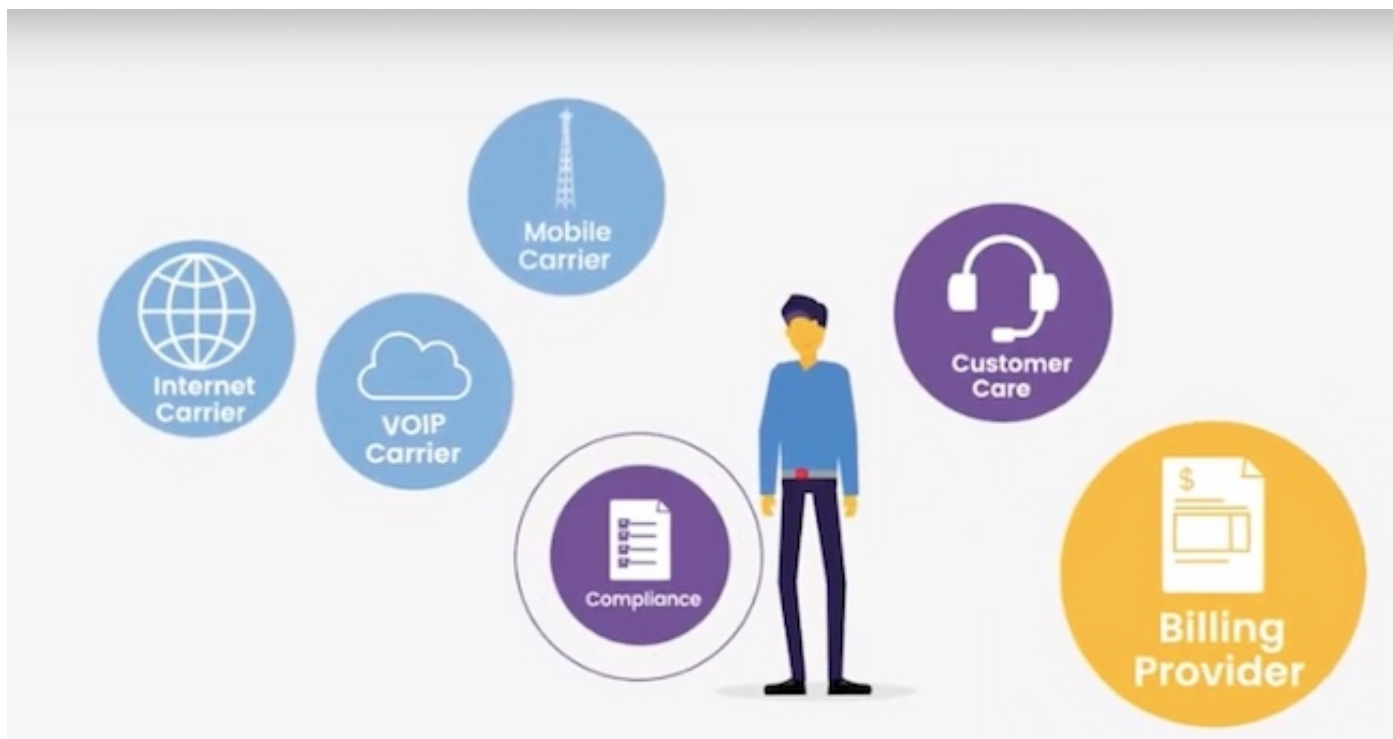 Mobile
Carrier
Internet
Carrier
VOIP
Carrier
Customer
Care
Compliance
$
Billing
Provider